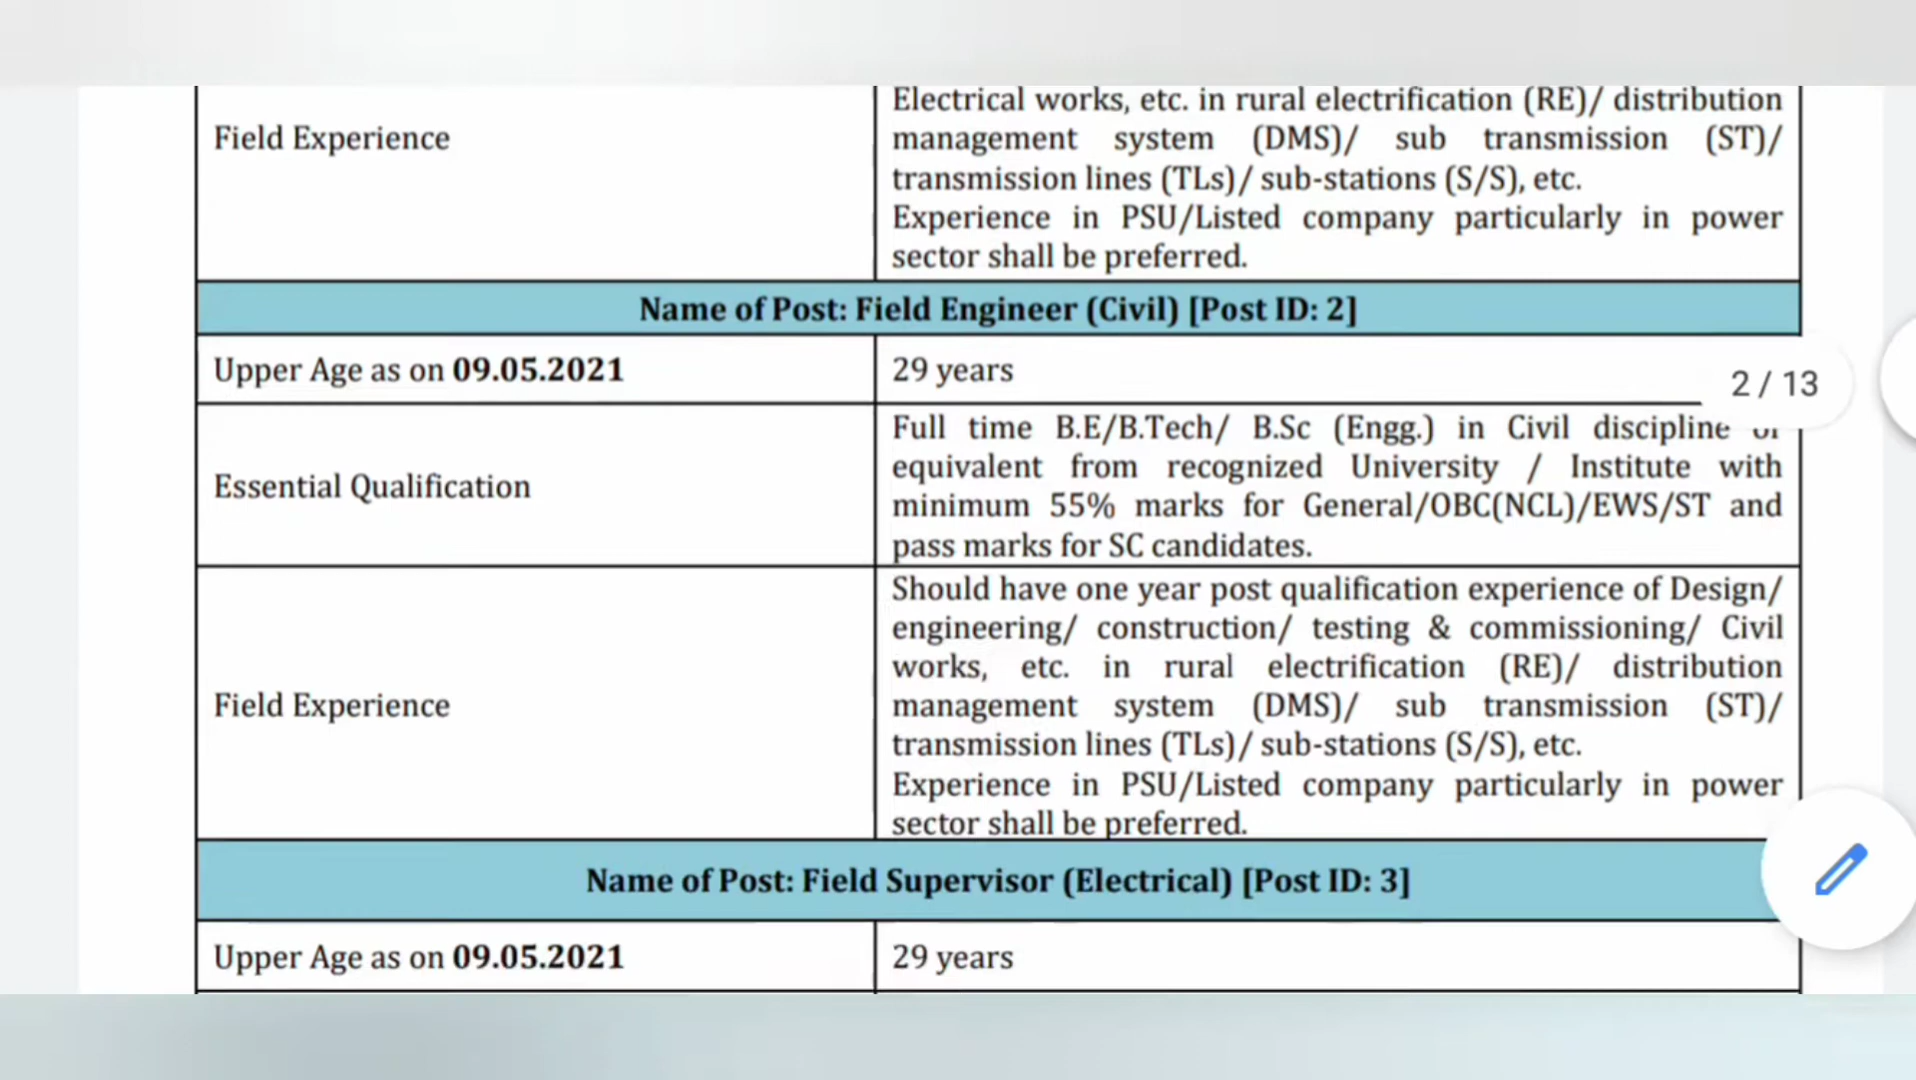 Electrical works, etc. in rural electrification (RE)/ distribution
Field Experience
management system (DMS)/ sub transmission (ST)/
transmission lines (TLs)/ sub-stations (S/S), etc.
Experience in PSU/Listed company particularly in power
sector shall be preferred.
Name of Post: Field Engineer (Civil) [Post ID: 2]
Upper Age as on 09.05.2021
29 years
2 / 13
Essential Qualification
Full time B.E/B.Tech/ B.Sc (Engg.) in Civil discipline
equivalent from recognized University / Institute with
minimum 55% marks for General/OBC(NCL)/EWS/ST and
pass marks for SC candidates.
Field Experience
Should have one year post qualification experience of Design/
engineering/ construction/ testing & commissioning/ Civil
works, etc. in rural electrification (RE)/ distribution
management system (DMS)/ sub transmission (ST)/
transmission lines (TLs)/ sub-stations (S/S), etc.
Experience in PSU/Listed company particularly in power
sector shall be preferred.
Name of Post: Field Supervisor (Electrical) [Post ID: 3]
Upper Age as on 09.05.2021
29 years